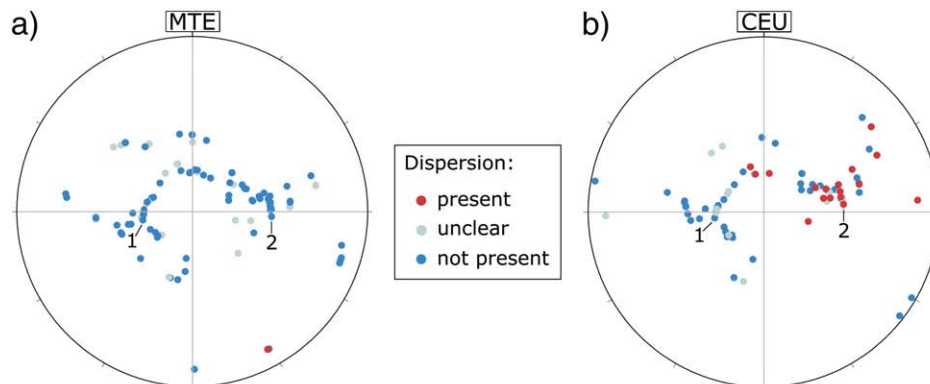 a)
MTE
1
2
Dispersion:
present
unclear
not present
b)
CEU
1
2